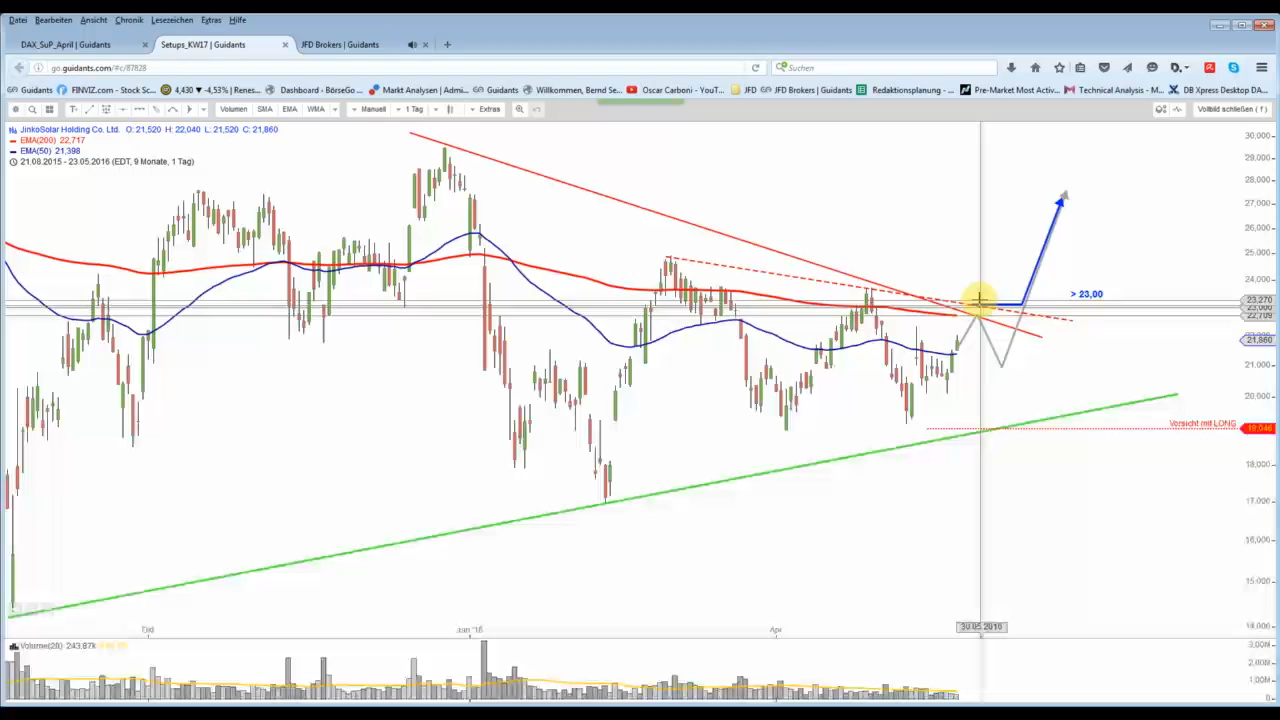 Datei Bearbeiten Ansicht Chronik Lesezeichen Extras Hilfe
DAX_SuP_April | Guidants Setups_KW17 | Guidants JFD Brokers | Guidants
go.guidants.com/#c/87828 Suchen
Guidants FINVIZ.com - Stock Sc... 4,430 ▼ -4,53% | Renes... Dashboard - BörseGo ... Markt Analysen | Admi... Guidants Willkommen, Bernd Se... Oscar Carboni - YouT... JFD JFD Brokers | Guidants Redaktionsplanung - ... Pre-Market Most Activ... Technical Analysis - M... DB Xpress Desktop DA...
Volumen SMA EMA WMA Manuell 1 Tag Extras Vollbild schließen ( f )
JinkoSolar Holding Co. Ltd. O: 21,520 H: 22,040 L: 21,520 C: 21,860
EMA(200) 22,717
EMA(50) 21,398
21.08.2015 - 23.05.2016 (EDT, 9 Monate, 1 Tag)
30,000
29,000
28,000
27,000
26,000
25,000
24,000
> 23,00
23,270
23,000
22,709
21,860
21,000
20,000
Vorsicht mit LONG 19,046
18,000
17,000
16,000
15,000
14,000
Okt Jan '16 Apr 30.05.2016
Volume(20) 243,87k
3,00M
2,00M
1,00M
0